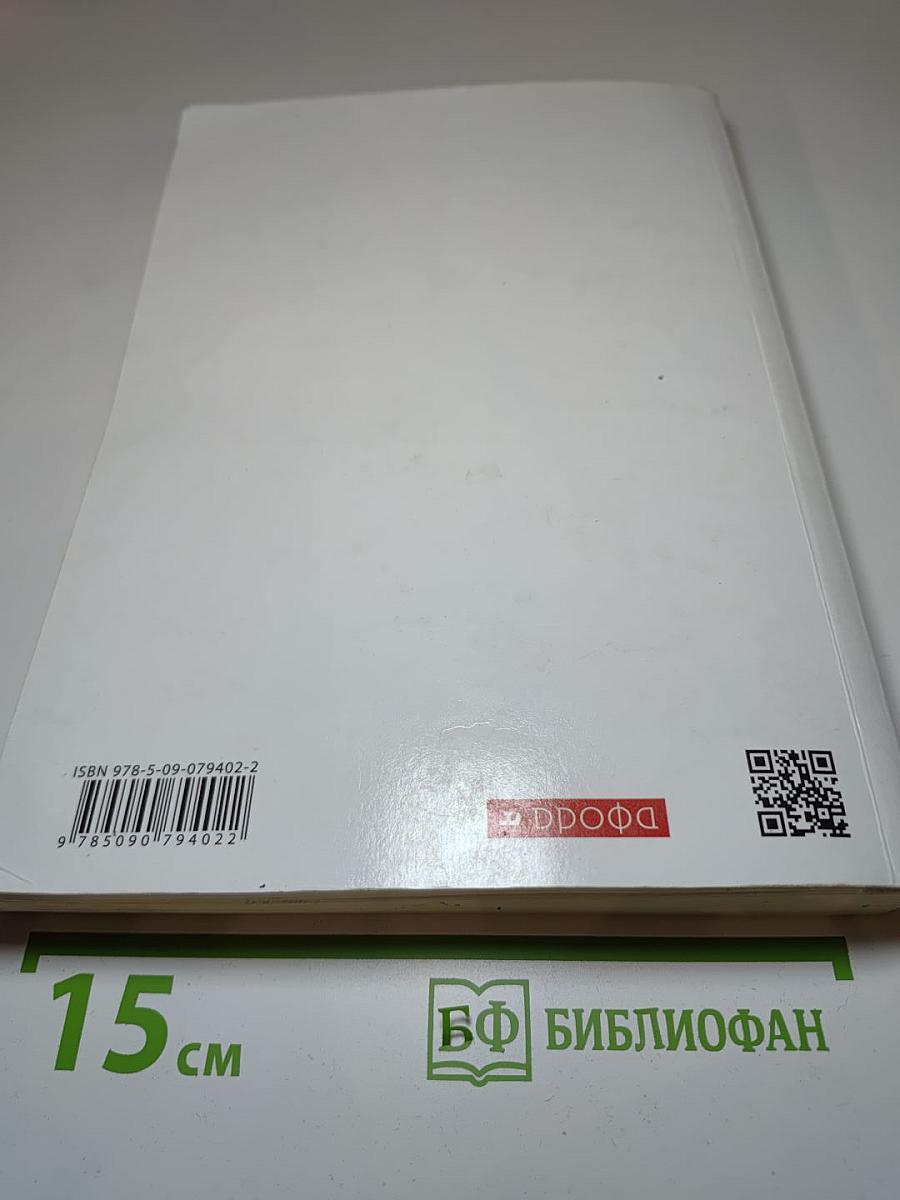 ISBN 978-5-09-079402-2
9 785090 794022
дрофа
15 см
БФ БИБЛИОФАН